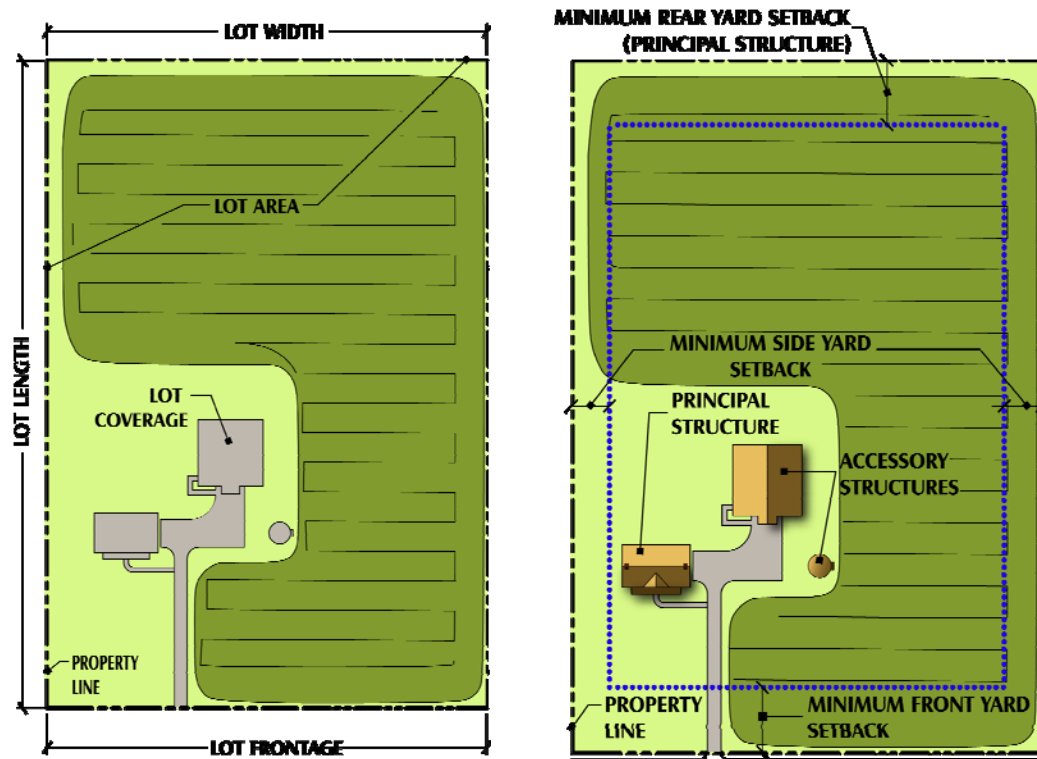 LOT WIDTH
LOT LENGTH
LOT AREA
LOT
COVERAGE
PROPERTY
LINE
LOT FRONTAGE
MINIMUM REAR YARD SETBACK
(PRINCIPAL STRUCTURE)
MINIMUM SIDE YARD
SETBACK
PRINCIPAL
STRUCTURE
ACCESSORY
STRUCTURES
PROPERTY
LINE
MINIMUM FRONT YARD
SETBACK